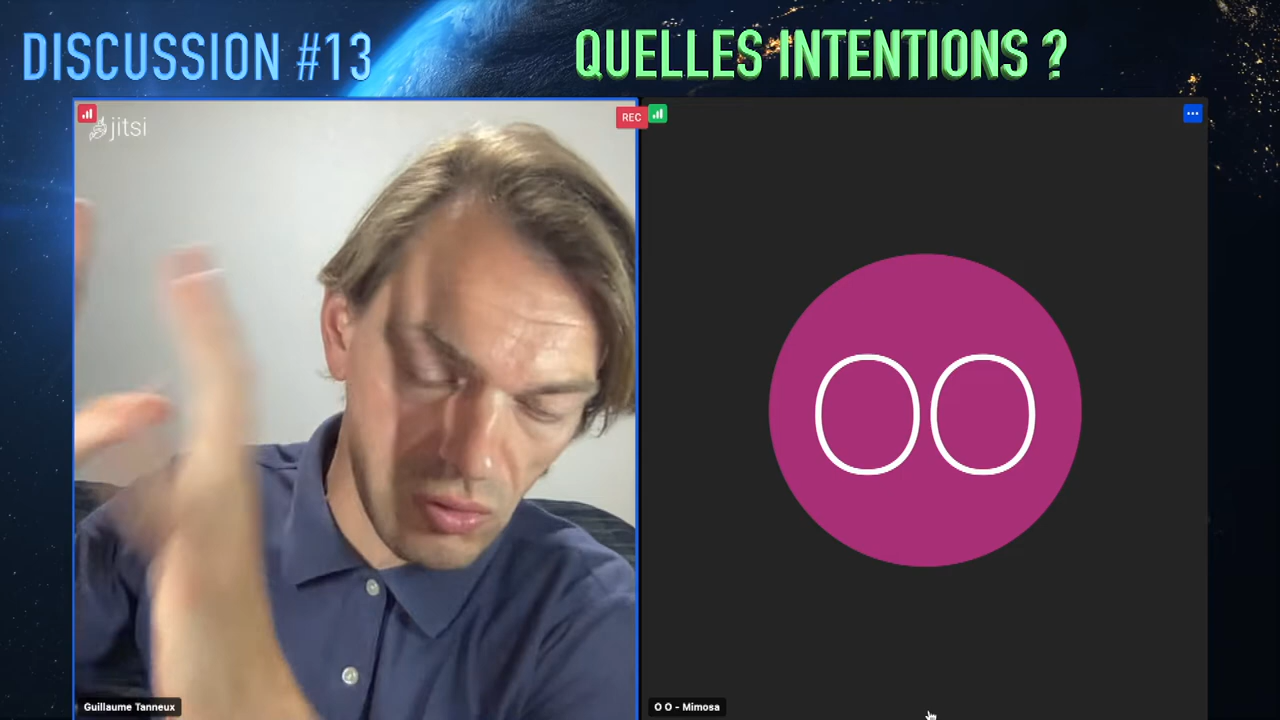 DISCUSSION #13
QUELLES INTENTIONS ?
jitsi
REC
OO
Guillaume Tanneux
O O - Mimosa